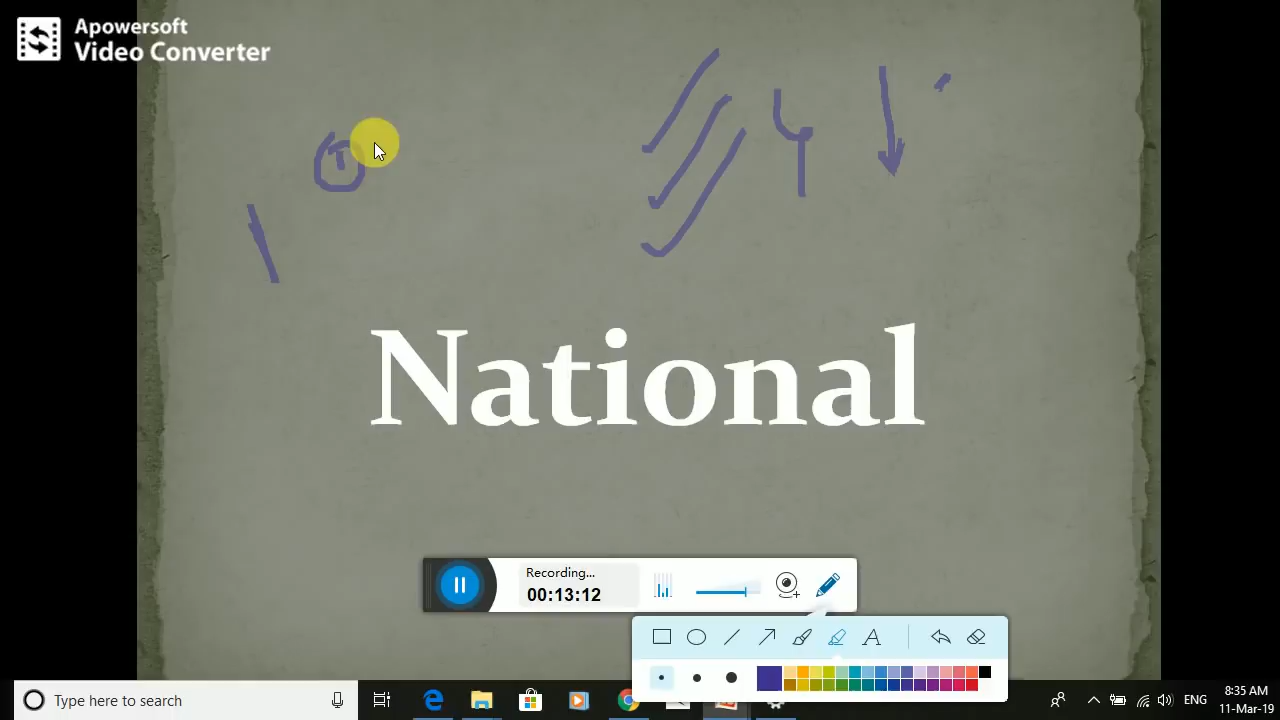 Apowersoft
Video Converter
National
Recording...
00:13:12
A
Type here to search
ENG
8:35 AM
11-Mar-19